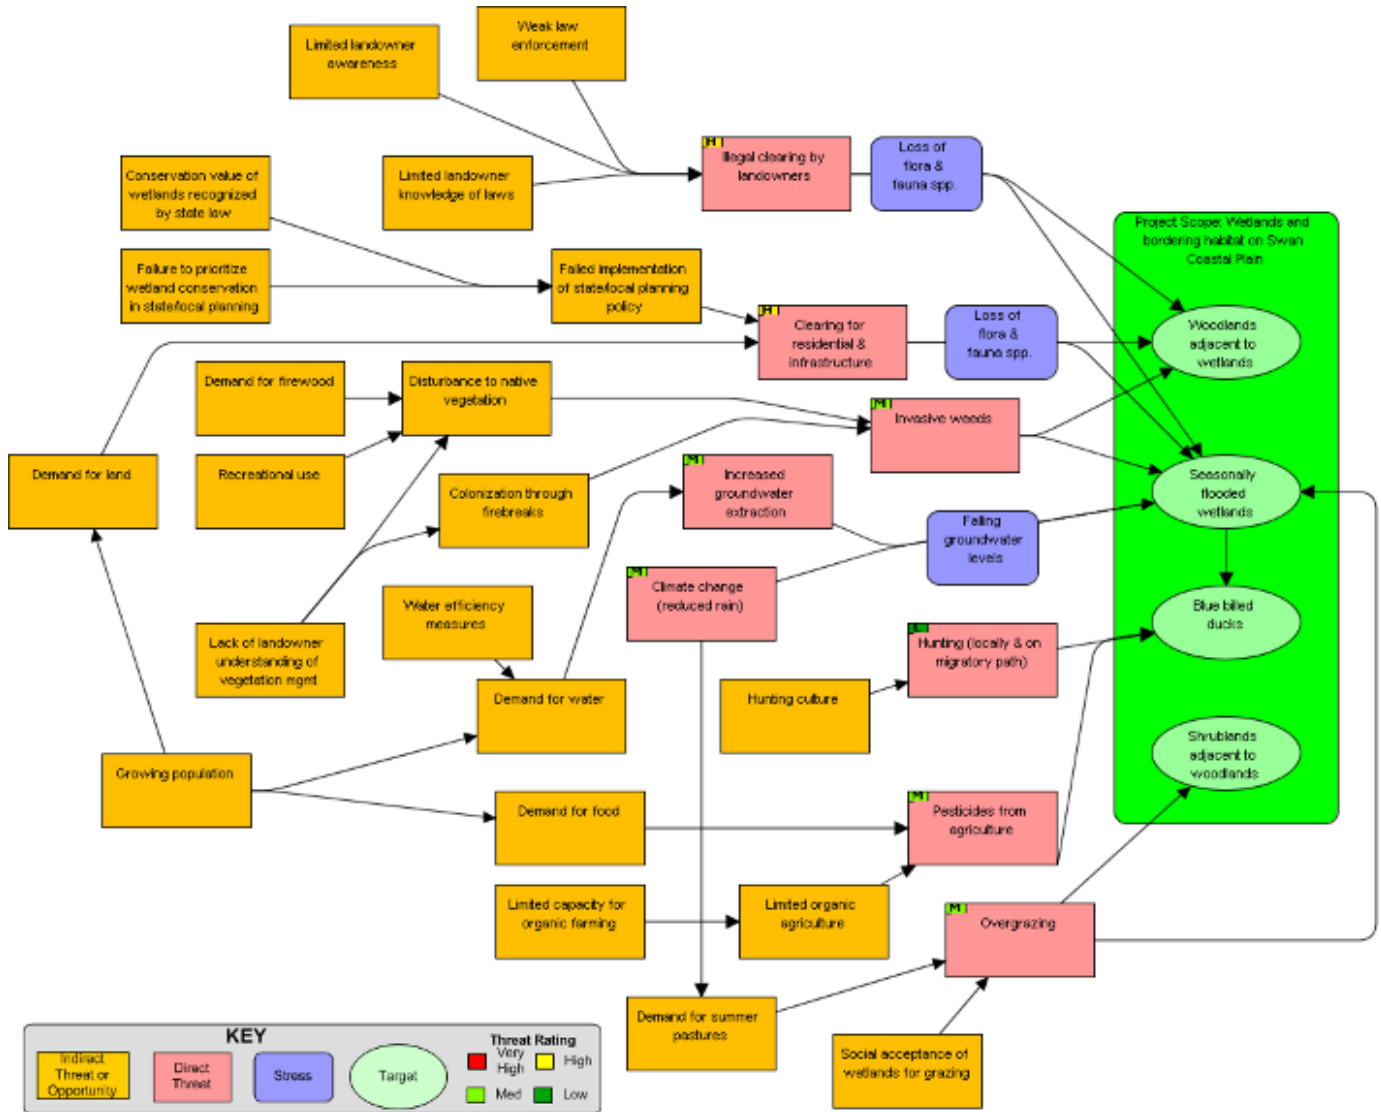 Weak law
enforcement
Limited landowner
awareness
H
Illegal clearing by
landowners
Loss of
flora &
fauna spp.
Conservation value of
wetlands recognized
by state law
Limited landowner
knowledge of laws
Project Scope: Wetlands and
bordering habitat on Swan
Coastal Plain
Failure to prioritize
wetland conservation
in state/local planning
Failed implementation
of state/local planning
policy
H
Clearing for
residential &
infrastructure
Loss of
flora &
fauna spp.
Woodlands
adjacent to
wetlands
Demand for firewood
Disturbance to native
vegetation
M
Invasive weeds
Demand for land
Recreational use
Colonization through
firebreaks
M
Increased
groundwater
extraction
Seasonally
flooded
wetlands
Falling
groundwater
levels
M
Climate change
(reduced rain)
Water efficiency
measures
Blue billed
ducks
Lack of landowner
understanding of
vegetation mgmt
L
Hunting (locally & on
migratory path)
Demand for water
Hunting culture
Shrublands
adjacent to
woodlands
Growing population
Demand for food
M
Pesticides from
agriculture
Limited capacity for
organic farming
Limited organic
agriculture
M
Overgrazing
Demand for summer
pastures
Social acceptance of
wetlands for grazing
KEY
Indirect
Threat or
Opportunity
Direct
Threat
Stress
Target
Threat Rating
Very
High
High
Med
Low